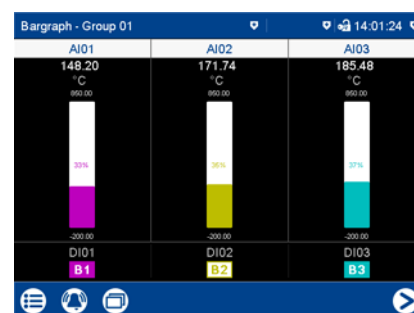 Bargraph - Group 01 14:01:24
AI01 AI02 AI03
148.20 171.74 185.48
°C °C °C
850.00 850.00 850.00
33% 35% 37%
-200.00 -200.00 -200.00
DI01 DI02 DI03
B1 B2 B3